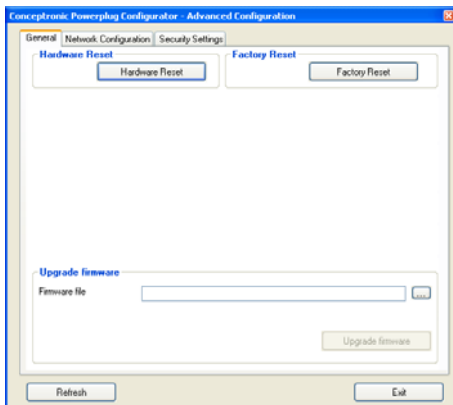 Conceptronic Powerplug Configurator - Advanced Configuration
General Network Configuration Security Settings
Hardware Reset Factory Reset
Hardware Reset Factory Reset
Upgrade firmware
Firmware file ...
Upgrade firmware
Refresh Exit